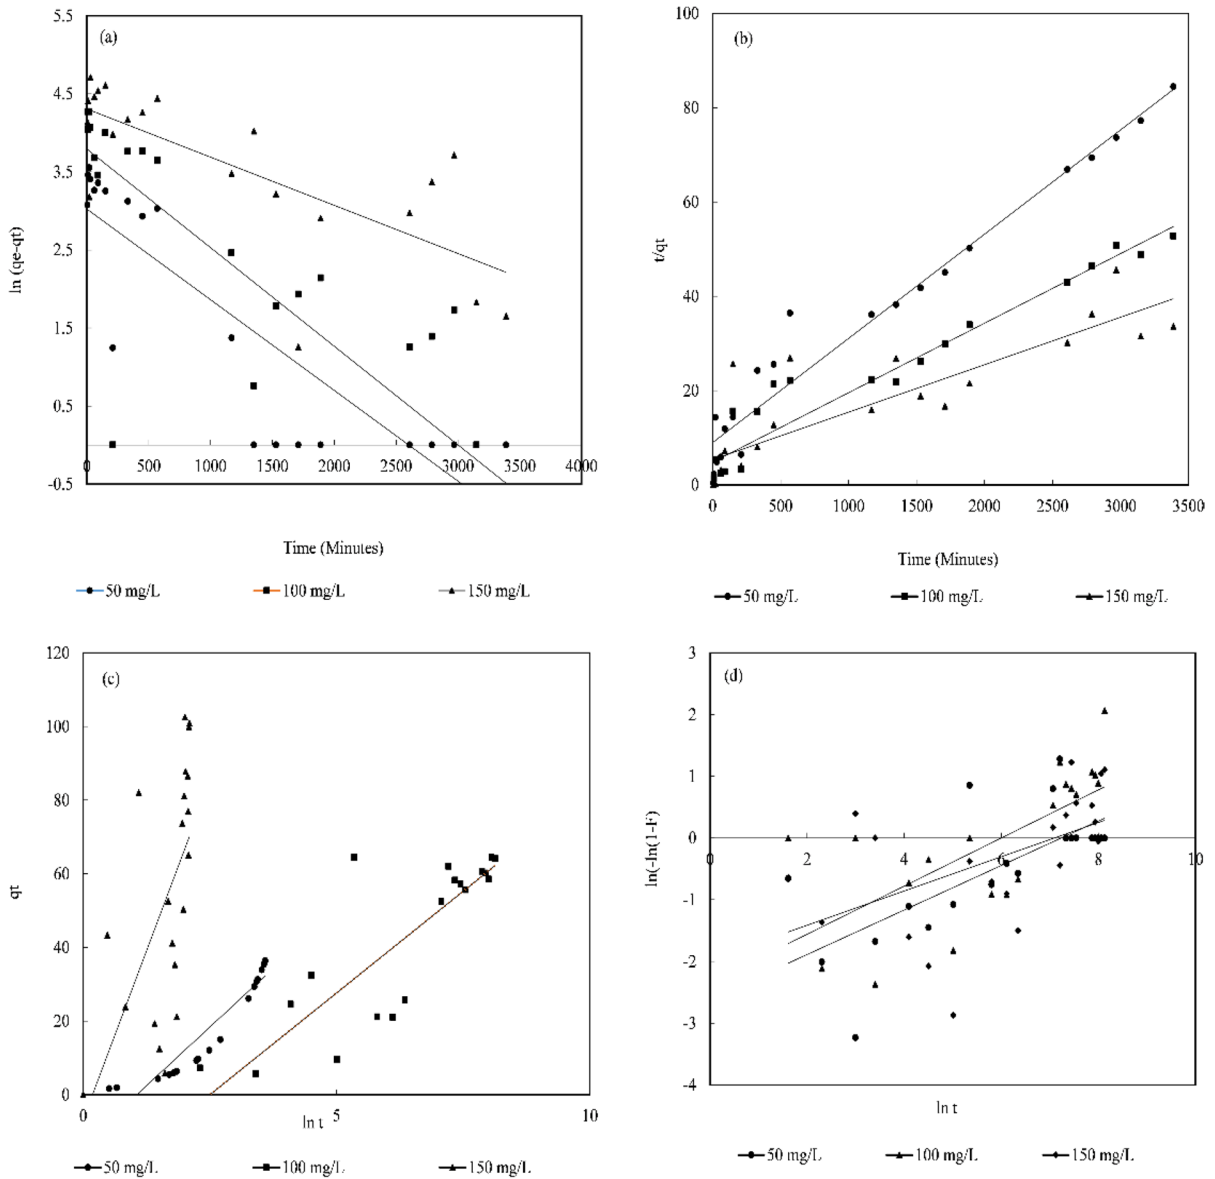 (a)
5.5
4.5
3.5
2.5
1.5
0.5
-0.5
ln (qe-qt)
0 500 1000 1500 2000 2500 3000 3500 4000
Time (Minutes)
50 mg/L 100 mg/L 150 mg/L
(b)
100
80
60
40
20
0
t/qt
0 500 1000 1500 2000 2500 3000 3500
Time (Minutes)
50 mg/L 100 mg/L 150 mg/L
(c)
120
100
80
60
40
20
0
qt
0 5 10
ln t
50 mg/L 100 mg/L 150 mg/L
(d)
3
2
1
0
-1
-2
-3
-4
ln(-ln(1-F)
0 2 4 6 8 10
ln t
50 mg/L 100 mg/L 150 mg/L